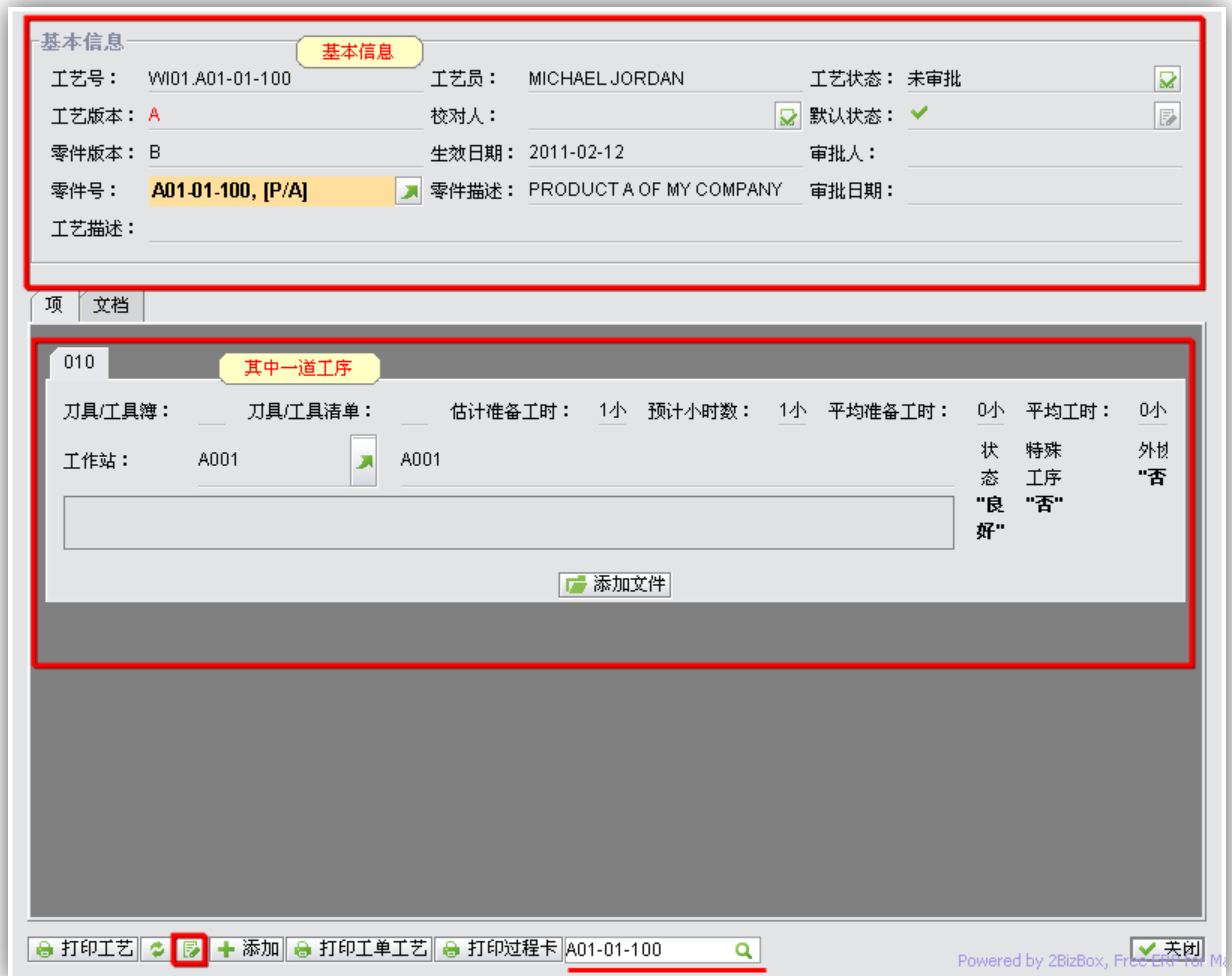 基本信息
基本信息
工艺号： WI01.A01-01-100 工艺员： MICHAEL JORDAN 工艺状态： 未审批
工艺版本： A 校对人： 默认状态：
零件版本： B 生效日期： 2011-02-12 审批人：
零件号： A01-01-100, [P/A] 零件描述： PRODUCT A OF MY COMPANY 审批日期：
工艺描述：
项 文档
010 其中一道工序
刀具/工具簿： 刀具/工具清单： 估计准备工时： 1小 预计小时数： 1小 平均准备工时： 0小 平均工时： 0小
工作站： A001 A001
状 特殊
态 工序 "否
"良 "否"
好"
添加文件
打印工艺 添加 打印工单工艺 打印过程卡 A01-01-100 关闭
Powered by 2BizBox, Free ERP for